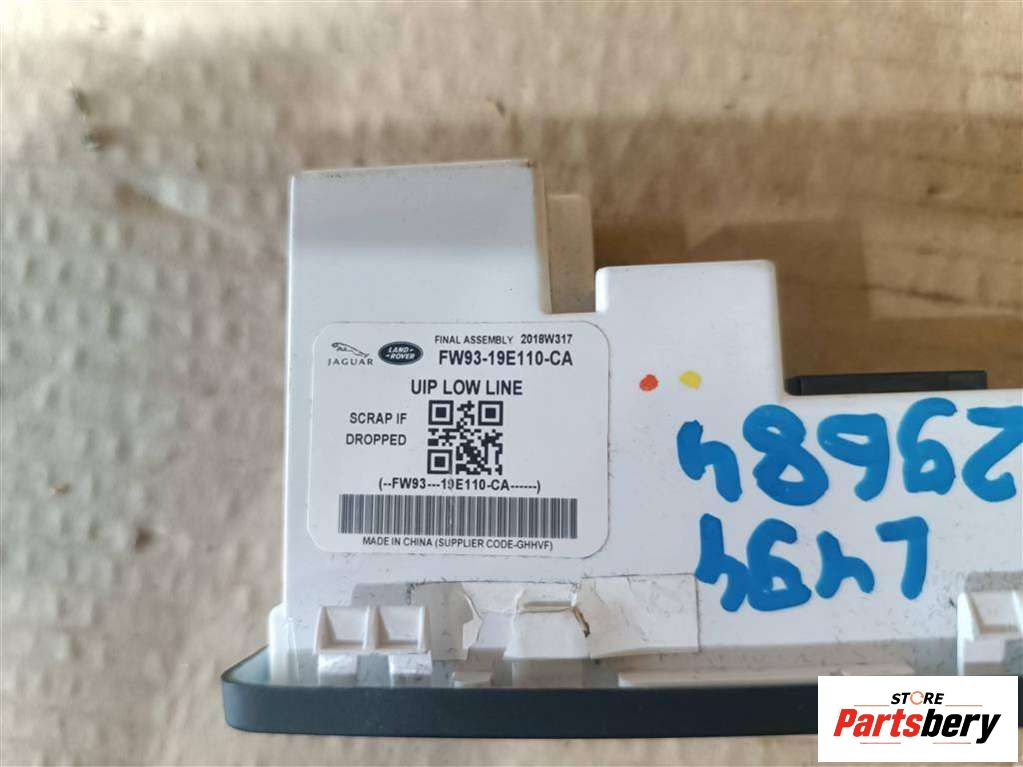 FINAL ASSEMBLY 2018W317
JAGUAR
LAND ROVER
FW93-19E110-CA
UIP LOW LINE
SCRAP IF
DROPPED
(--FW93---19E110-CA------)
MADE IN CHINA (SUPPLIER CODE-GHHVF)
29684
L494
STORE
Partsbery